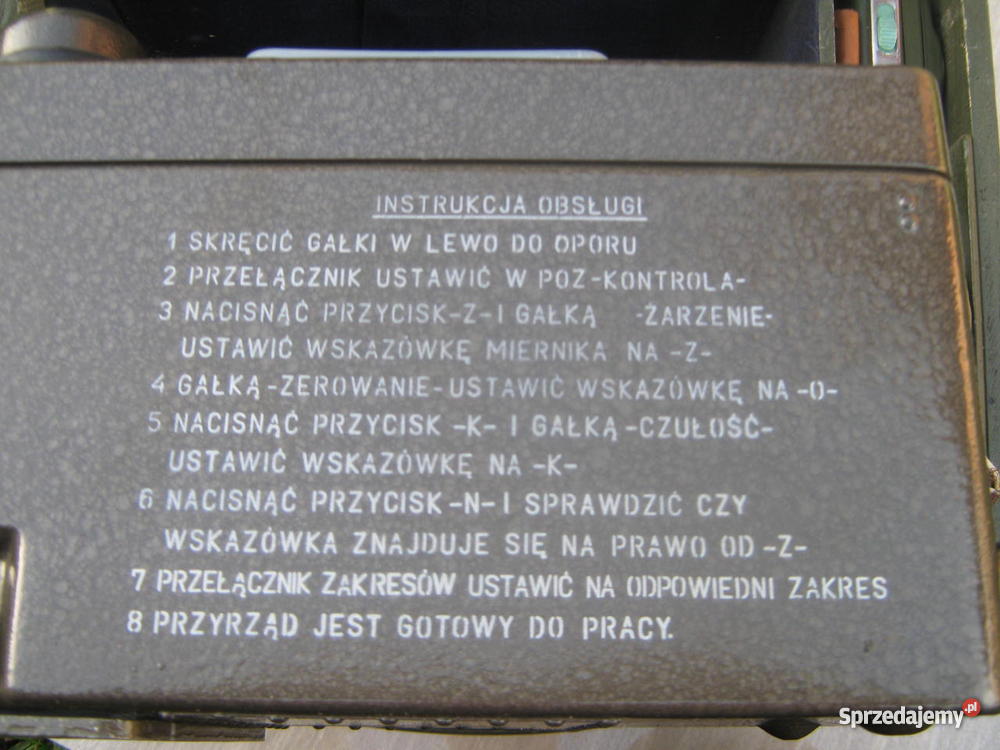 INSTRUKCJA OBSŁUGI
1 SKRĘCIĆ GAŁKI W LEWO DO OPORU
2 PRZEŁĄCZNIK USTAWIĆ W POZ-KONTROLA-
3 NACISNĄĆ PRZYCISK-Z-I GAŁKĄ -ŻARZENIE-
USTAWIĆ WSKAZÓWKĘ MIERNIKA NA -Z-
4 GAŁKĄ-ZEROWANIE-USTAWIĆ WSKAZÓWKĘ NA -0-
5 NACISNĄĆ PRZYCISK -K- I GAŁKĄ-CZUŁOŚĆ-
USTAWIĆ WSKAZÓWKĘ NA -K-
6 NACISNĄĆ PRZYCISK-N-I SPRAWDZIĆ CZY
WSKAZÓWKA ZNAJDUJE SIĘ NA PRAWO OD -Z-
7 PRZEŁĄCZNIK ZAKRESÓW USTAWIĆ NA ODPOWIEDNI ZAKRES
8 PRZYRZĄD JEST GOTOWY DO PRACY.
Sprzedajemy.pl